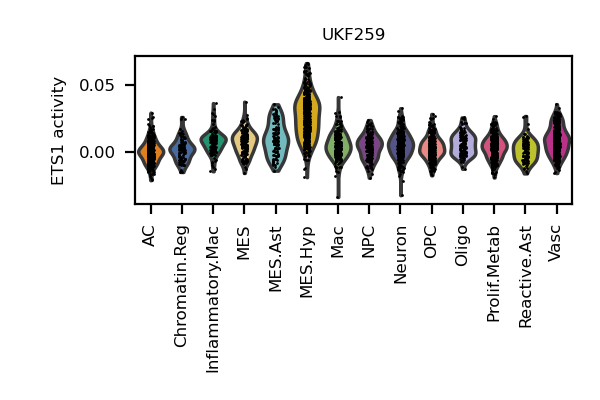 UKF259
ETS1 activity
0.05
0.00
AC
Chromatin.Reg
Inflammatory.Mac
MES
MES.Ast
MES.Hyp
Mac
NPC
Neuron
OPC
Oligo
Prolif.Metab
Reactive.Ast
Vasc